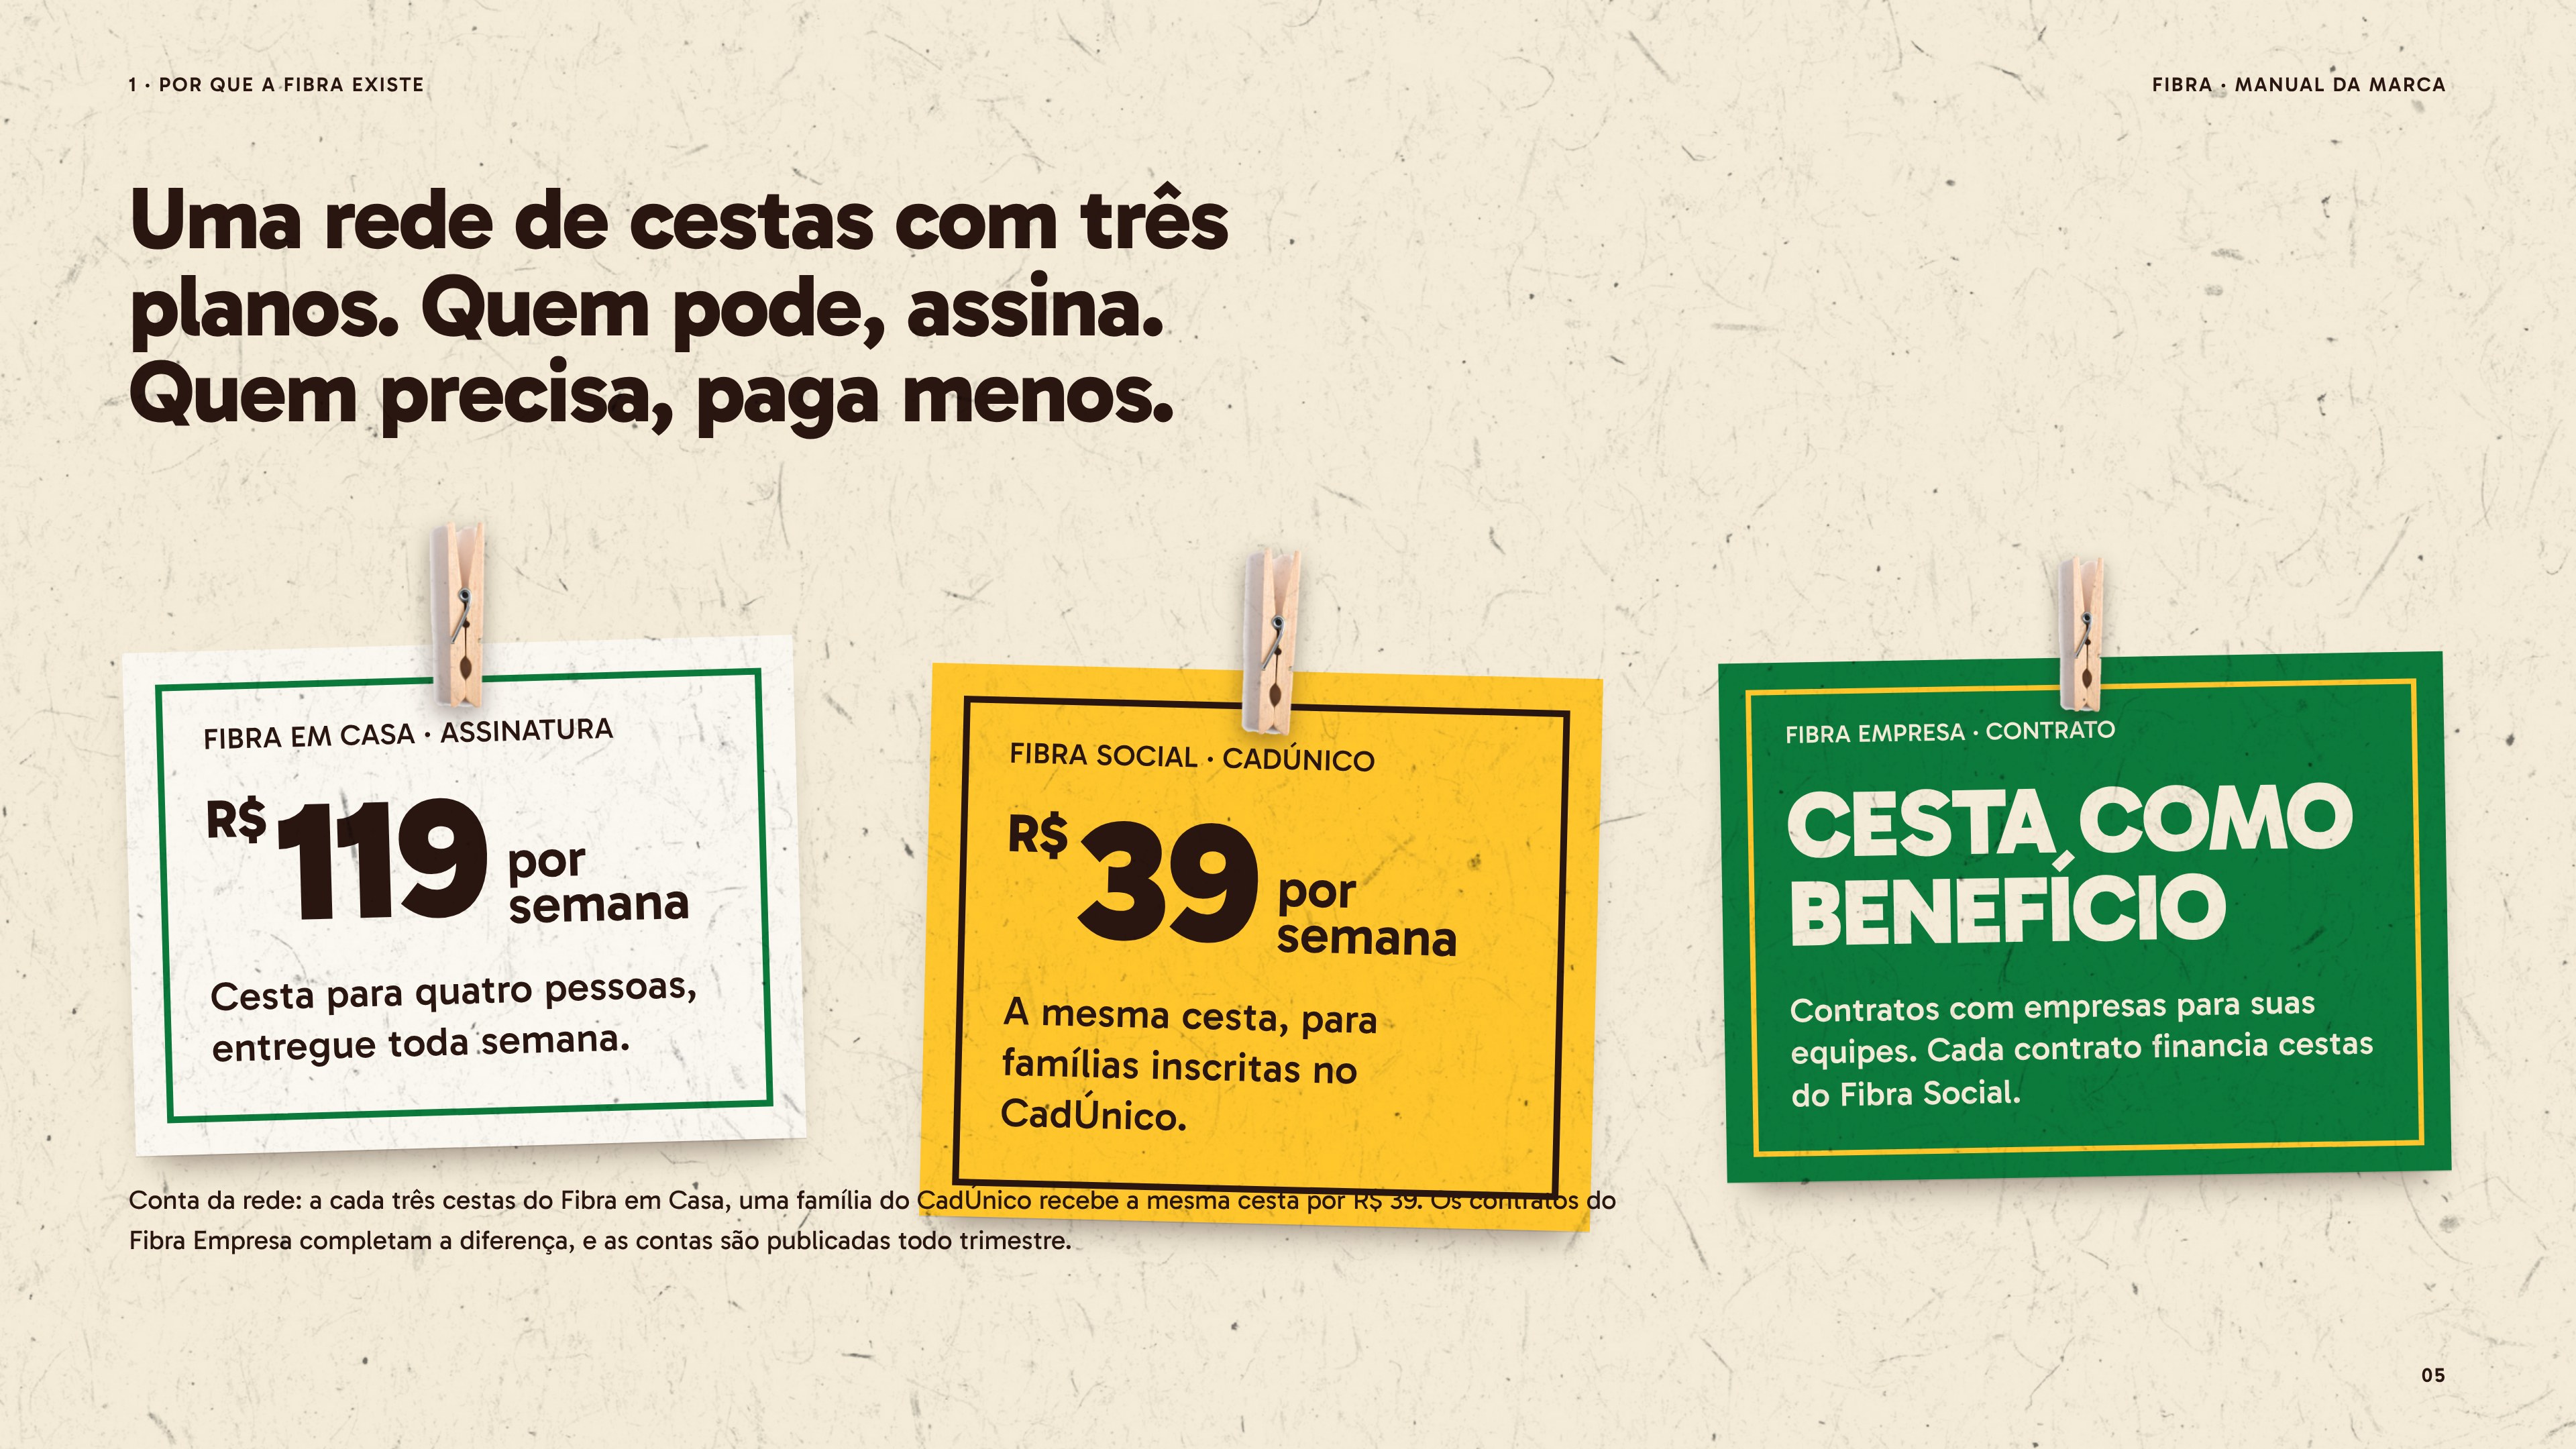 1 · POR QUE A FIBRA EXISTE
FIBRA · MANUAL DA MARCA
Uma rede de cestas com três
planos. Quem pode, assina.
Quem precisa, paga menos.
FIBRA EM CASA · ASSINATURA
R$ 119 por
semana
Cesta para quatro pessoas,
entregue toda semana.
FIBRA SOCIAL · CADÚNICO
R$ 39 por
semana
A mesma cesta, para
famílias inscritas no
CadÚnico.
FIBRA EMPRESA · CONTRATO
CESTA COMO
BENEFÍCIO
Contratos com empresas para suas
equipes. Cada contrato financia cestas
do Fibra Social.
Conta da rede: a cada três cestas do Fibra em Casa, uma família do CadÚnico recebe a mesma cesta por R$ 39. Os contratos do
Fibra Empresa completam a diferença, e as contas são publicadas todo trimestre.
05